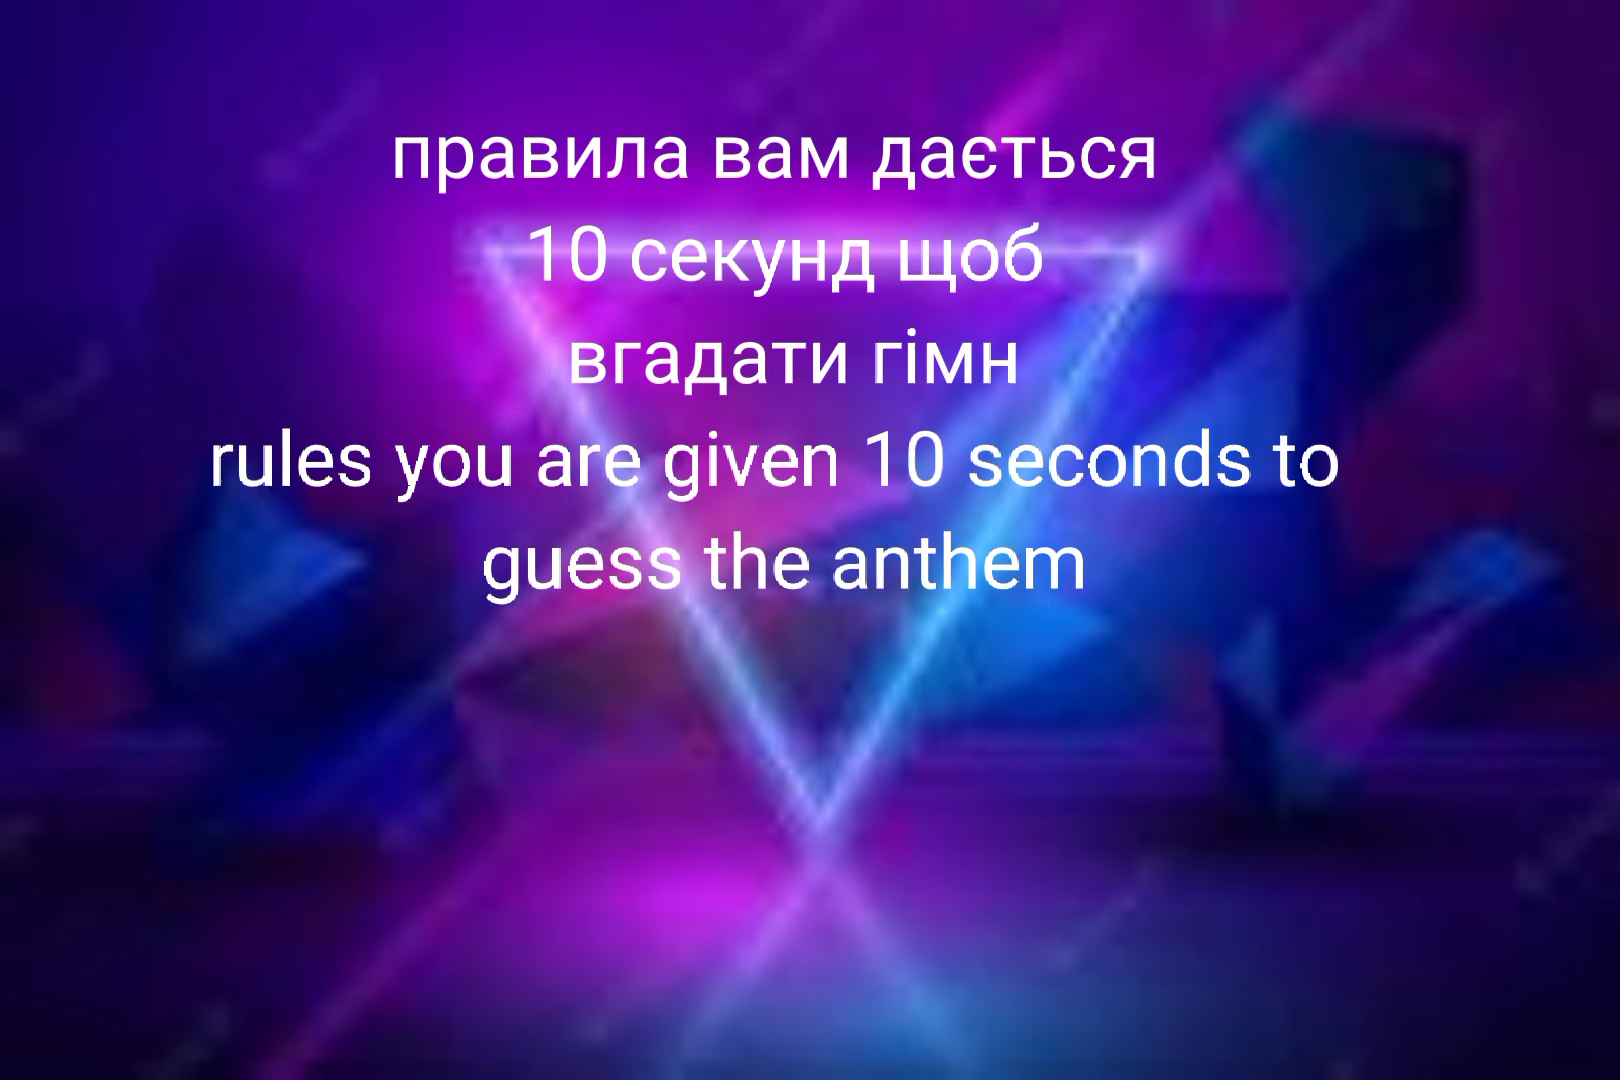 правила вам дається
10 секунд щоб
вгадати гімн
rules you are given 10 seconds to
guess the anthem